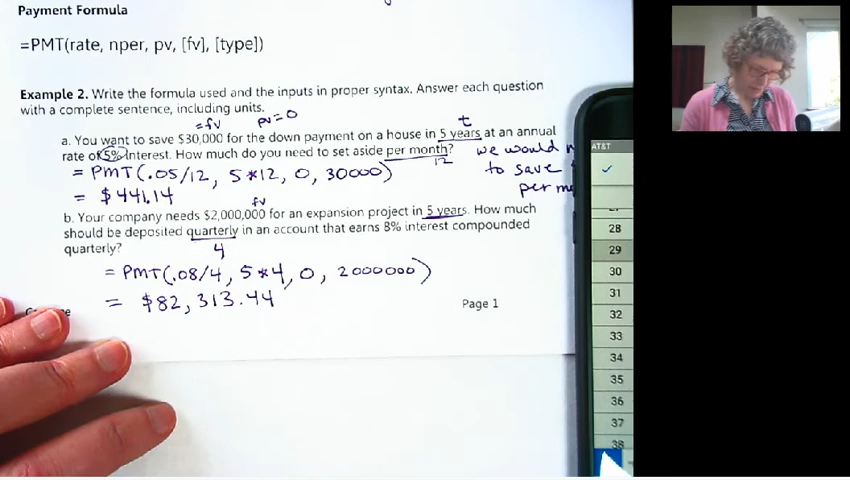 Payment Formula
=PMT(rate, nper, pv, [fv], [type])
Example 2. Write the formula used and the inputs in proper syntax. Answer each question
with a complete sentence, including units.
=fv pv=0 t
a. You want to save $30,000 for the down payment on a house in 5 years at an annual
rate of 5% interest. How much do you need to set aside per month? we would
12 to save
= PMT(.05/12, 5*12, 0, 30000) per
= $441.14
fv
b. Your company needs $2,000,000 for an expansion project in 5 years. How much
should be deposited quarterly in an account that earns 8% interest compounded
quarterly? 4
= PMT(.08/4, 5*4, 0, 2000000)
= $82,313.44
Page 1
AT&T
28
29
30
31
32
33
34
35
36
37
38